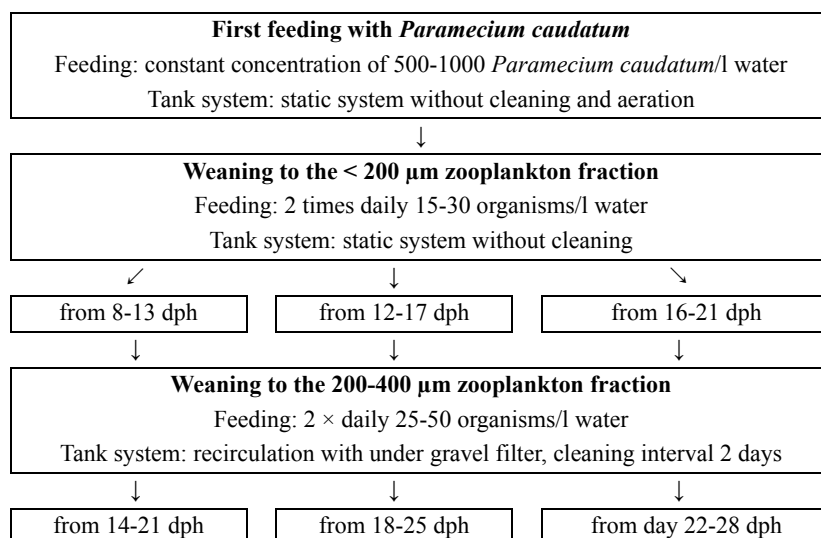 First feeding with Paramecium caudatum
Feeding: constant concentration of 500-1000 Paramecium caudatum/l water
Tank system: static system without cleaning and aeration
↓
Weaning to the < 200 μm zooplankton fraction
Feeding: 2 times daily 15-30 organisms/l water
Tank system: static system without cleaning
↙ ↓ ↘
from 8-13 dph from 12-17 dph from 16-21 dph
↓ ↓ ↓
Weaning to the 200-400 μm zooplankton fraction
Feeding: 2 × daily 25-50 organisms/l water
Tank system: recirculation with under gravel filter, cleaning interval 2 days
↓ ↓ ↓
from 14-21 dph from 18-25 dph from day 22-28 dph